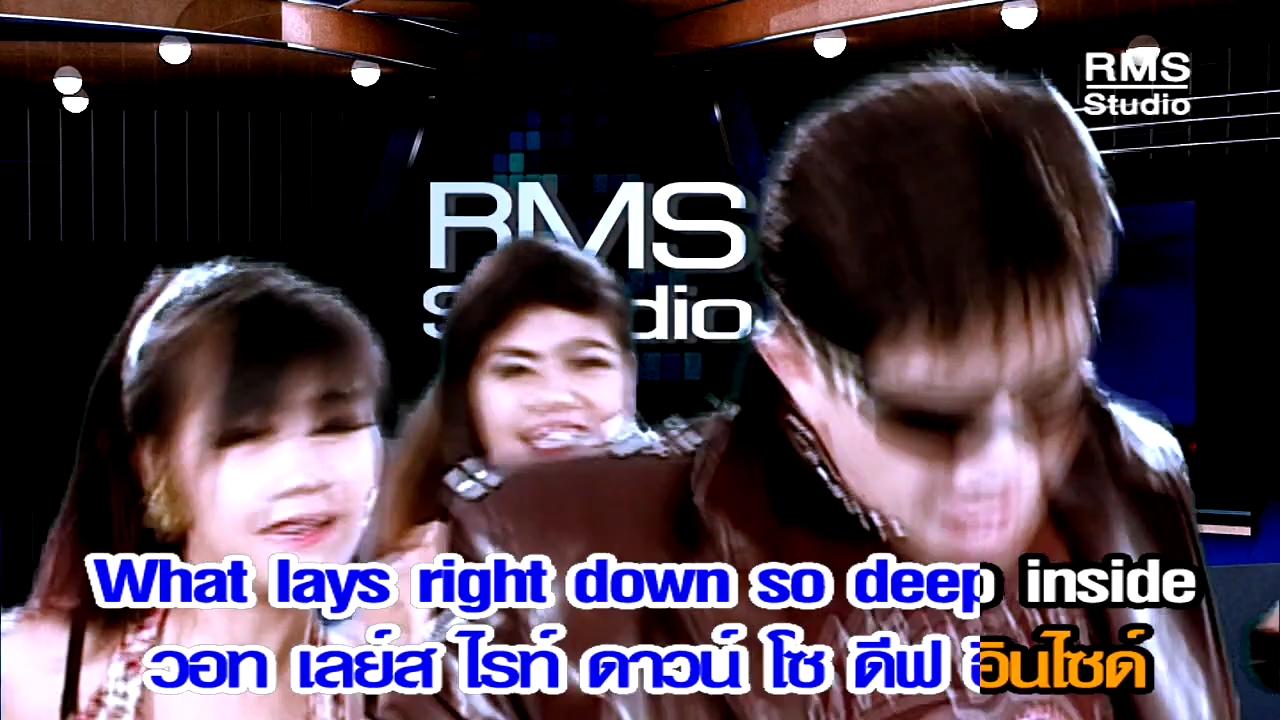 RMS
Studio
RMS
Studio
What lays right down so deep inside
วอท เลย์ส ไรท์ ดาวน์ โซ ดีฟ อินไซด์